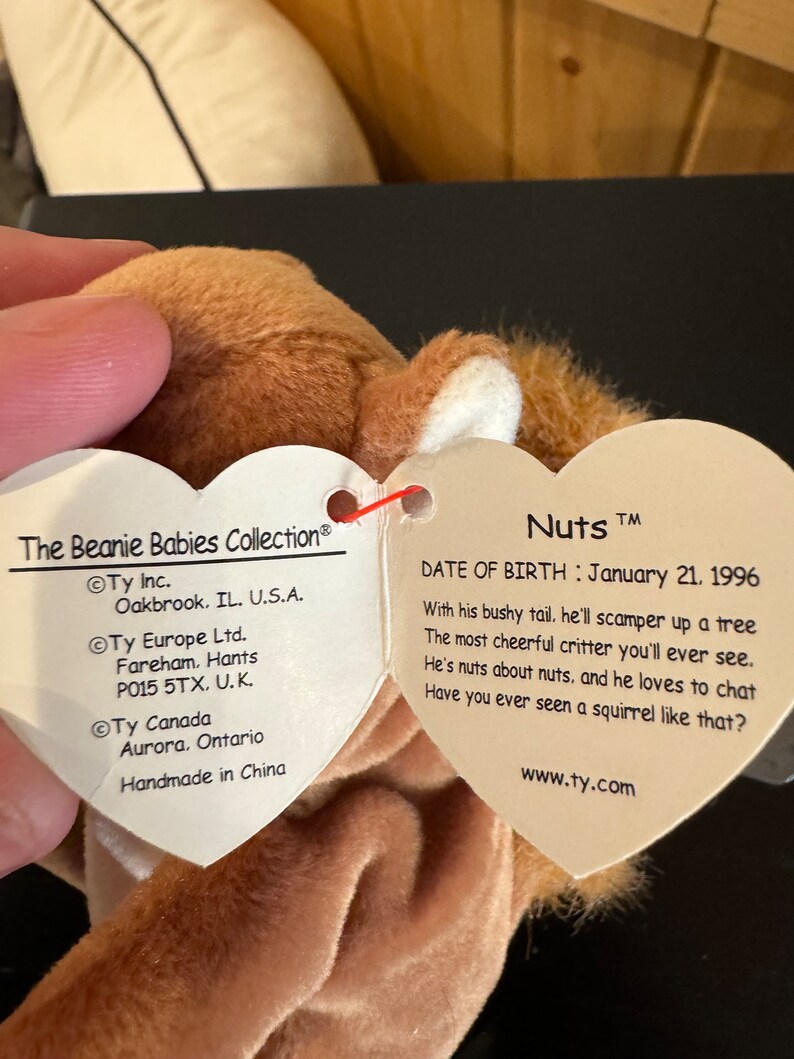 The Beanie Babies Collection®
©Ty Inc.
Oakbrook, IL. U.S.A.
©Ty Europe Ltd.
Fareham, Hants
PO15 5TX, U.K.
©Ty Canada
Aurora, Ontario
Handmade in China
Nuts ™
DATE OF BIRTH : January 21, 1996
With his bushy tail, he'll scamper up a tree
The most cheerful critter you'll ever see,
He's nuts about nuts, and he loves to chat
Have you ever seen a squirrel like that?
www.ty.com